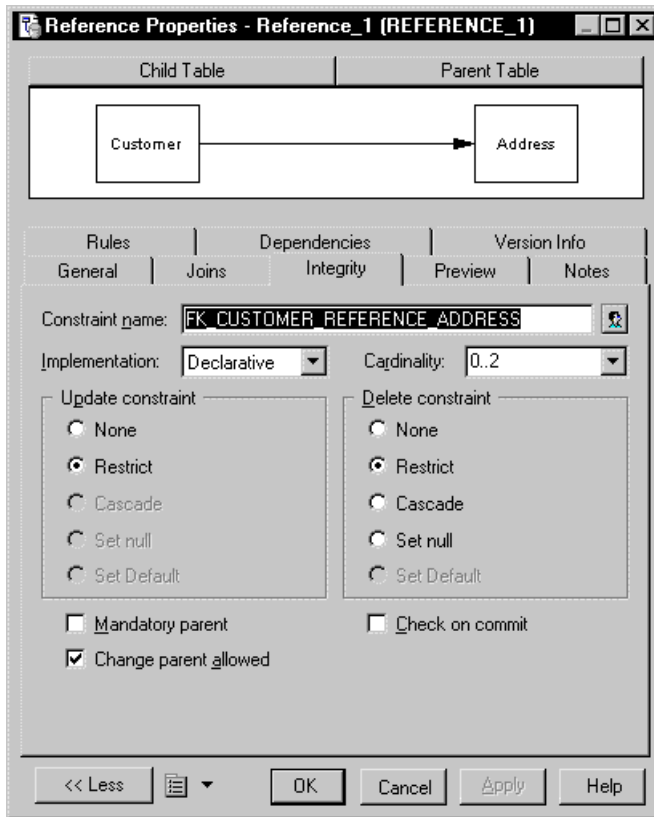 Reference Properties - Reference_1 (REFERENCE_1)
Child Table Parent Table
Customer Address
Rules Dependencies Version Info
General Joins Integrity Preview Notes
Constraint name: FK_CUSTOMER_REFERENCE_ADDRESS
Implementation: Declarative Cardinality: 0..2
Update constraint Delete constraint
None None
Restrict Restrict
Cascade Cascade
Set null Set null
Set Default Set Default
Mandatory parent Check on commit
Change parent allowed
<< Less OK Cancel Apply Help